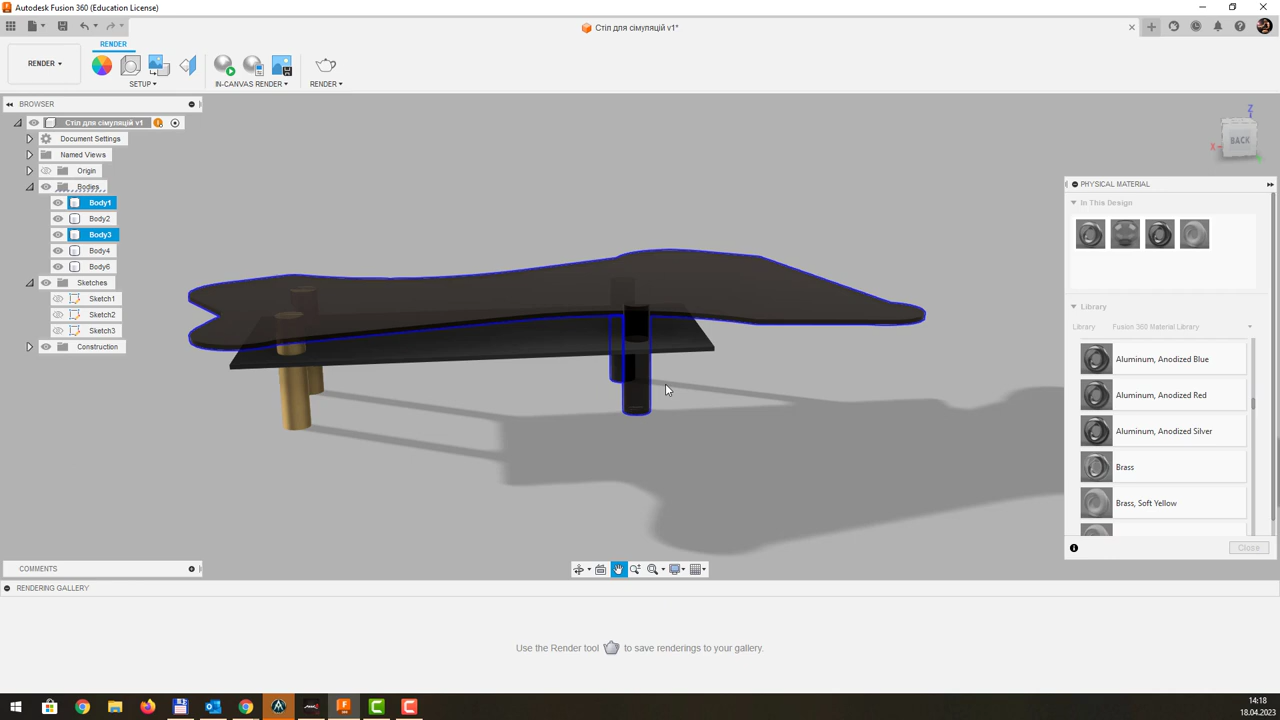 Autodesk Fusion 360 (Education License)
Стіл для сімуляцій v1*
RENDER
RENDER
SETUP
IN-CANVAS RENDER
RENDER
BROWSER
Стіл для сімуляцій v1
Document Settings
Named Views
Origin
Bodies
Body1
Body2
Body3
Body4
Body6
Sketches
Sketch1
Sketch2
Sketch3
Construction
Z
BACK
X
PHYSICAL MATERIAL
In This Design
Library
Library Fusion 360 Material Library
Aluminum, Anodized Blue
Aluminum, Anodized Red
Aluminum, Anodized Silver
Brass
Brass, Soft Yellow
Close
COMMENTS
RENDERING GALLERY
Use the Render tool to save renderings to your gallery.
14:18
18.04.2023